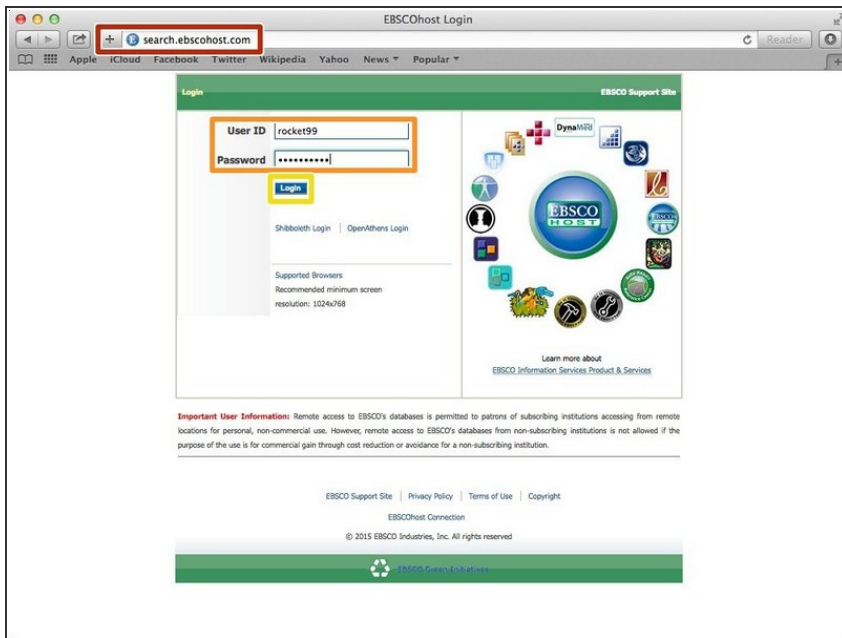 EBSCOhost Login
search.ebscohost.com
Reader
Apple iCloud Facebook Twitter Wikipedia Yahoo News Popular
Login
EBSCO Support Site
User ID rocket99
Password ••••••••••
Login
Shibboleth Login | OpenAthens Login
Supported Browsers
Recommended minimum screen
resolution: 1024x768
DynaMed
EBSCO
HOST
Learn more about
EBSCO Information Services Product & Services
Important User Information: Remote access to EBSCO's databases is permitted to patrons of subscribing institutions accessing from remote
locations for personal, non-commercial use. However, remote access to EBSCO's databases from non-subscribing institutions is not allowed if the
purpose of the use is for commercial gain through cost reduction or avoidance for a non-subscribing institution.
EBSCO Support Site | Privacy Policy | Terms of Use | Copyright
EBSCOhost Connection
© 2015 EBSCO Industries, Inc. All rights reserved
EBSCO Green Initiatives